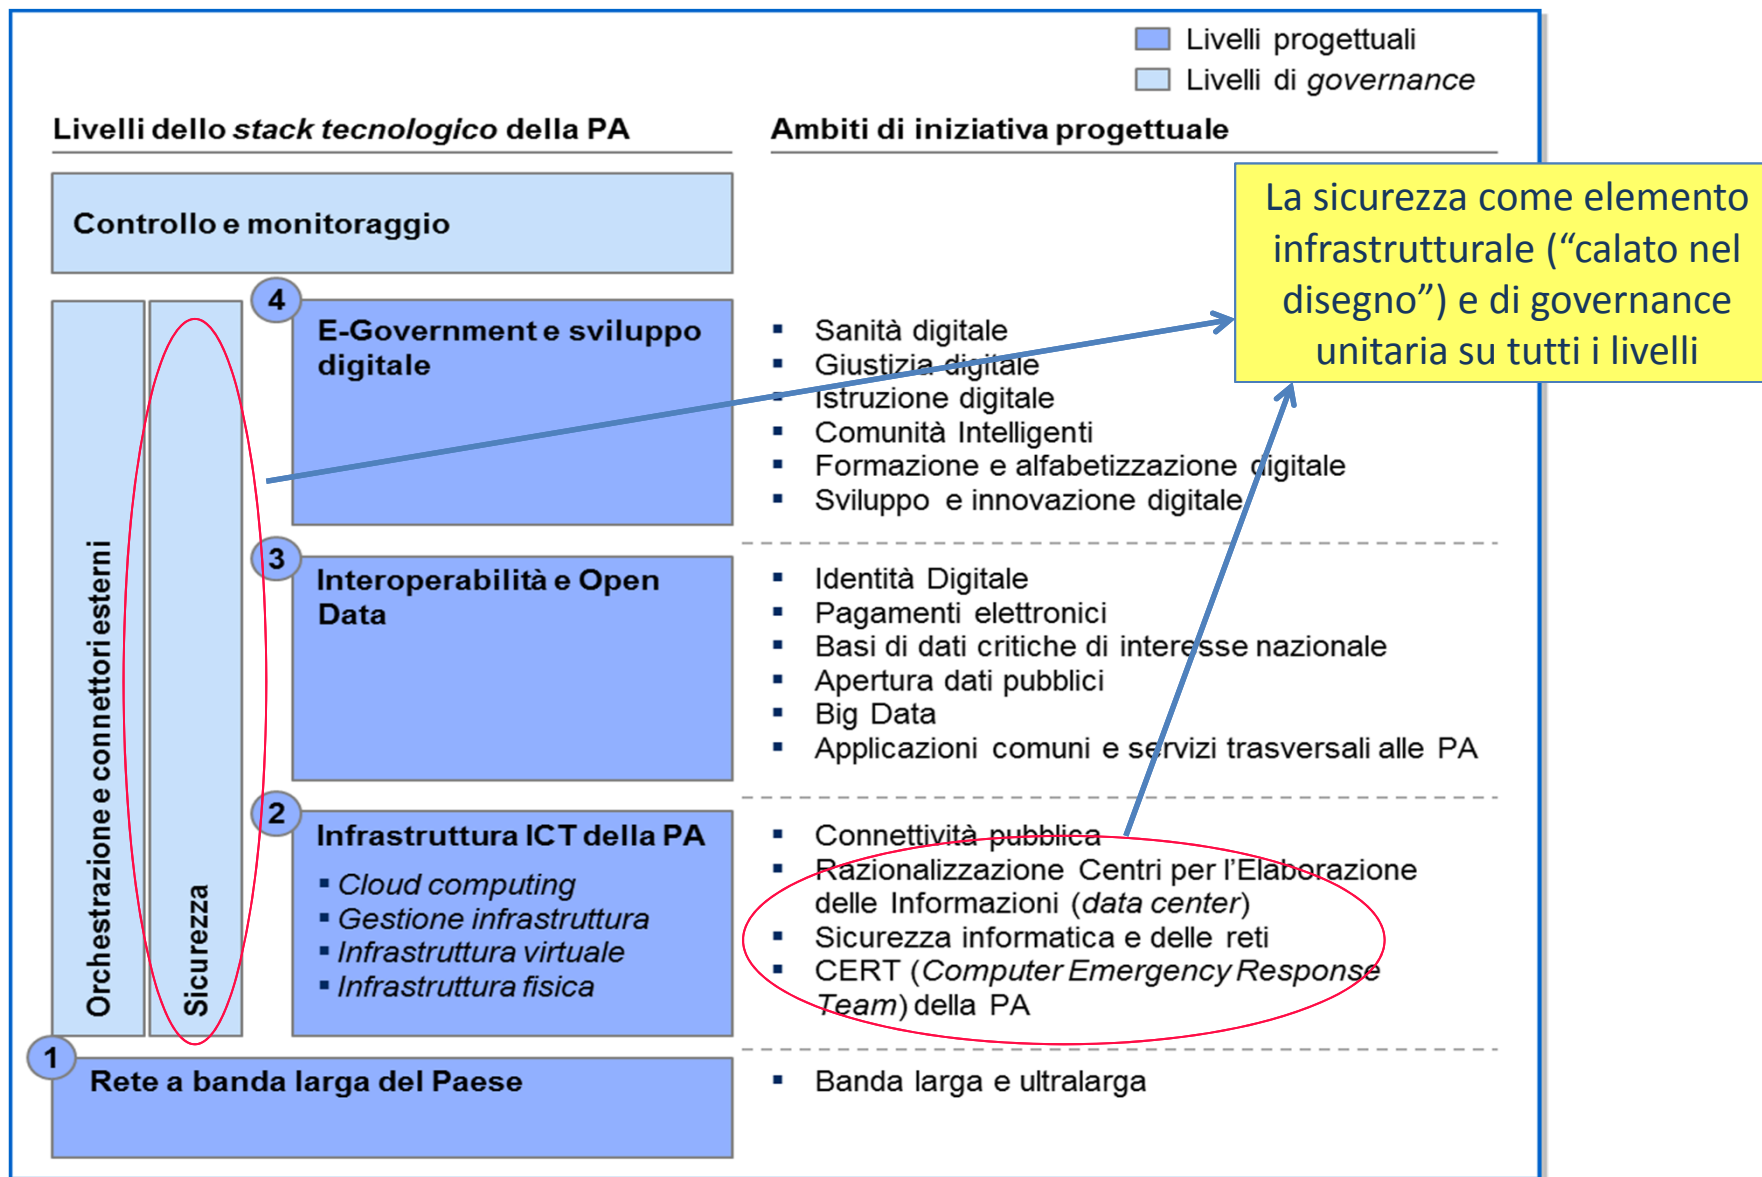 Livelli progettuali
Livelli di governance
Livelli dello stack tecnologico della PA
Ambiti di iniziativa progettuale
Controllo e monitoraggio
La sicurezza come elemento
infrastrutturale (“calato nel
disegno”) e di governance
unitaria su tutti i livelli
Orchestrazione e connettori esterni
Sicurezza
4
E-Government e sviluppo
digitale
▪ Sanità digitale
▪ Giustizia digitale
▪ Istruzione digitale
▪ Comunità Intelligenti
▪ Formazione e alfabetizzazione digitale
▪ Sviluppo e innovazione digitale
3
Interoperabilità e Open
Data
▪ Identità Digitale
▪ Pagamenti elettronici
▪ Basi di dati critiche di interesse nazionale
▪ Apertura dati pubblici
▪ Big Data
▪ Applicazioni comuni e servizi trasversali alle PA
2
Infrastruttura ICT della PA
▪ Cloud computing
▪ Gestione infrastruttura
▪ Infrastruttura virtuale
▪ Infrastruttura fisica
▪ Connettività pubblica
▪ Razionalizzazione Centri per l’Elaborazione
delle Informazioni (data center)
▪ Sicurezza informatica e delle reti
▪ CERT (Computer Emergency Response
Team) della PA
1
Rete a banda larga del Paese
▪ Banda larga e ultralarga